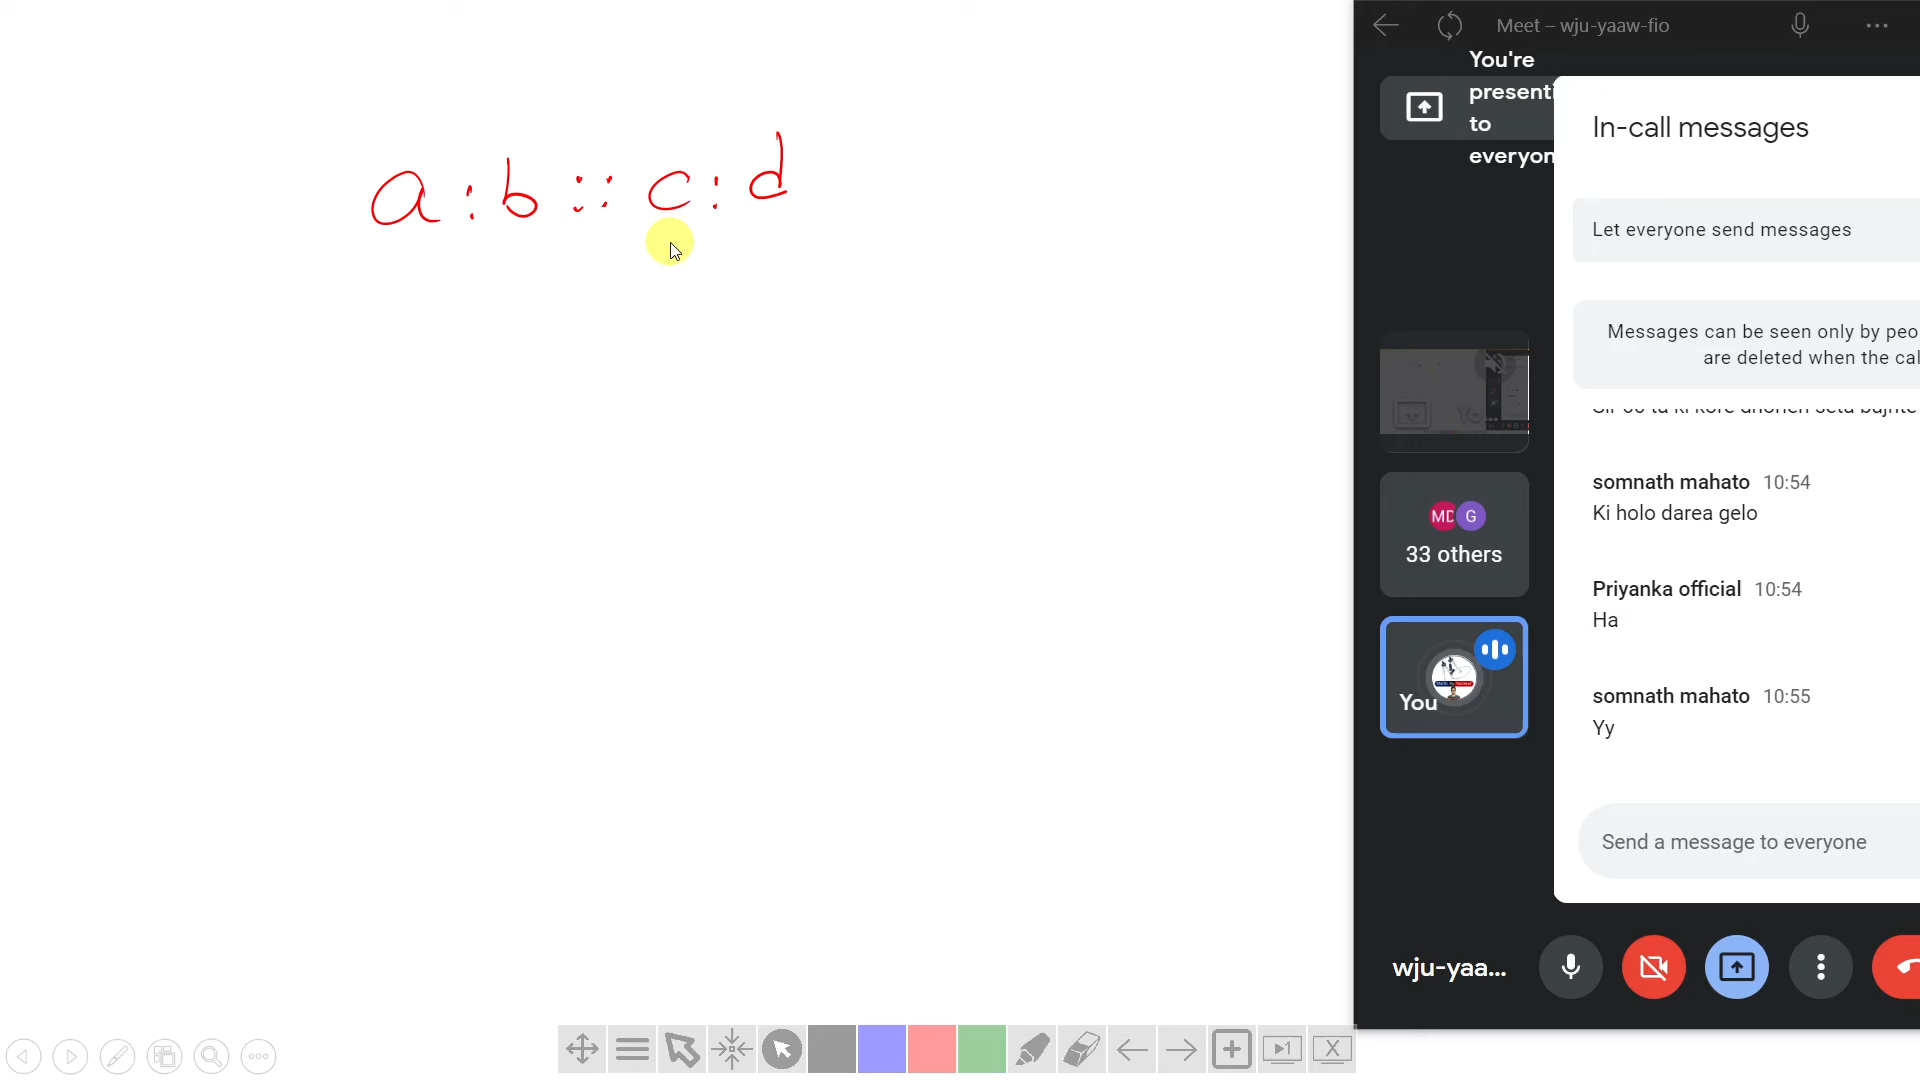 a : b :: c : d
Meet – wju-yaaw-fio
You're
presenti
to
everyon
In-call messages
Let everyone send messages
Messages can be seen only by peo
are deleted when the cal
somnath mahato 10:54
Ki holo darea gelo
Priyanka official 10:54
Ha
somnath mahato 10:55
Yy
Send a message to everyone
MD G
33 others
You
wju-yaa...
1
X